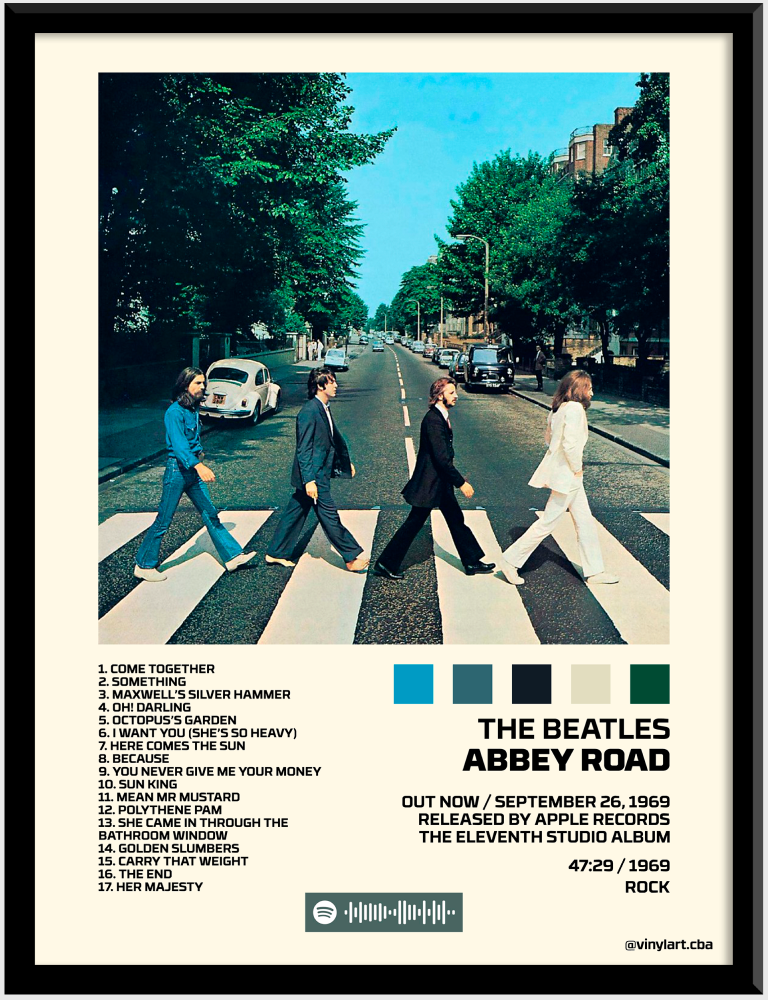 1. COME TOGETHER
2. SOMETHING
3. MAXWELL'S SILVER HAMMER
4. OH! DARLING
5. OCTOPUS'S GARDEN
6. I WANT YOU (SHE'S SO HEAVY)
7. HERE COMES THE SUN
8. BECAUSE
9. YOU NEVER GIVE ME YOUR MONEY
10. SUN KING
11. MEAN MR MUSTARD
12. POLYTHENE PAM
13. SHE CAME IN THROUGH THE
BATHROOM WINDOW
14. GOLDEN SLUMBERS
15. CARRY THAT WEIGHT
16. THE END
17. HER MAJESTY
THE BEATLES
ABBEY ROAD
OUT NOW / SEPTEMBER 26, 1969
RELEASED BY APPLE RECORDS
THE ELEVENTH STUDIO ALBUM
47:29 / 1969
ROCK
@vinylart.cba